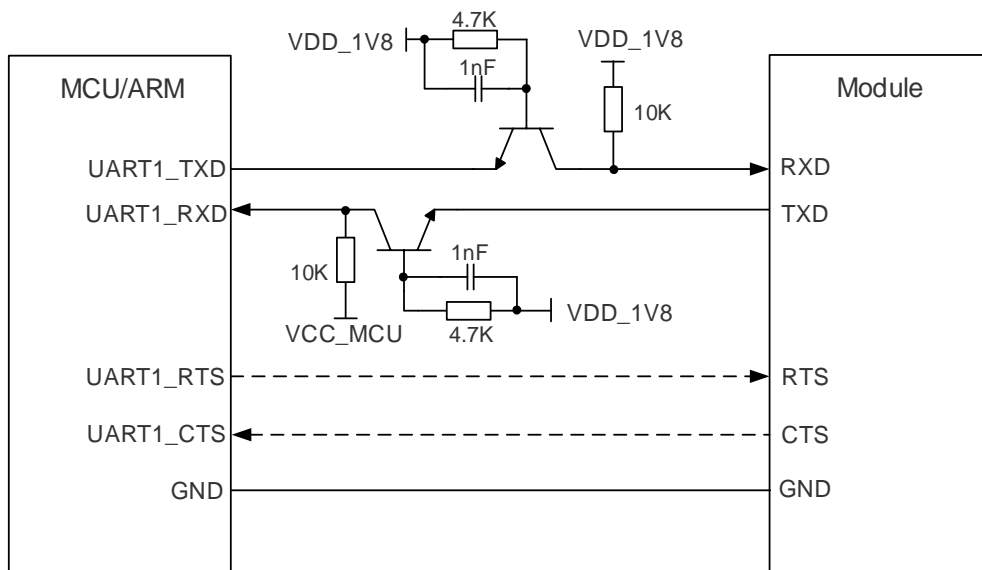 4.7K
VDD_1V8
VDD_1V8
1nF
MCU/ARM
Module
10K
UART1_TXD
RXD
UART1_RXD
TXD
1nF
10K
VDD_1V8
VCC_MCU
4.7K
UART1_RTS
RTS
UART1_CTS
CTS
GND
GND